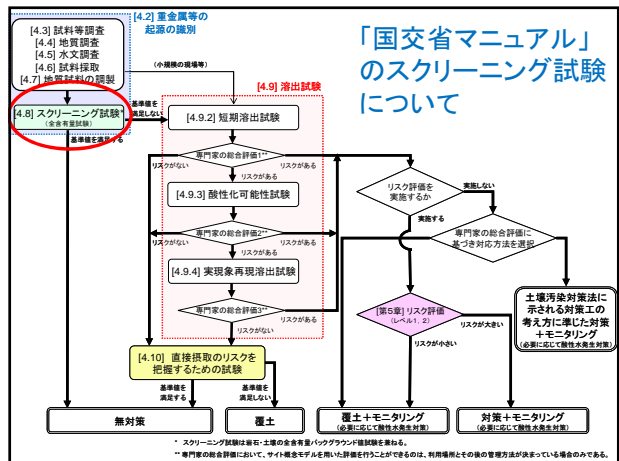 [4.2] 重金属等の
起源の識別
「国交省マニュアル」
のスクリーニング試験
について
[4.3] 試料等調査
[4.4] 地質調査
[4.5] 水文調査
[4.6] 試料採取
[4.7] 地質試料の調製
(小規模の現場等)
[4.9] 溶出試験
[4.8] スクリーニング試験*
(全含有量試験)
基準値を
満足しない
基準値を満足する
[4.9.2] 短期溶出試験
専門家の総合評価1**
リスクがない
リスクがある
[4.9.3] 酸性化可能性試験
専門家の総合評価2**
リスクがない
リスクがある
リスクがある
[4.9.4] 実現象再現溶出試験
専門家の総合評価3**
リスクがある
リスクがない
リスク評価を
実施するか
実施しない
実施する
専門家の総合評価に
基づき対応方法を選択
土壌汚染対策法に
示される対策工の
考え方に準じた対策
＋モニタリング
(必要に応じて酸性水発生対策)
[第5章] リスク評価
(レベル1, 2)
リスクが大きい
リスクが小さい
[4.10] 直接摂取のリスクを
把握するための試験
基準値を
満足する
基準値を
満足しない
無対策
覆土
覆土＋モニタリング
(必要に応じて酸性水発生対策)
対策＋モニタリング
(必要に応じて酸性水発生対策)
* スクリーニング試験は岩石・土壌の全含有量バックグラウンド値試験を兼ねる。
** 専門家の総合評価において、サイト概念モデルを用いた評価を行うことができるのは、利用場所とその後の管理方法が決まっている場合のみである。